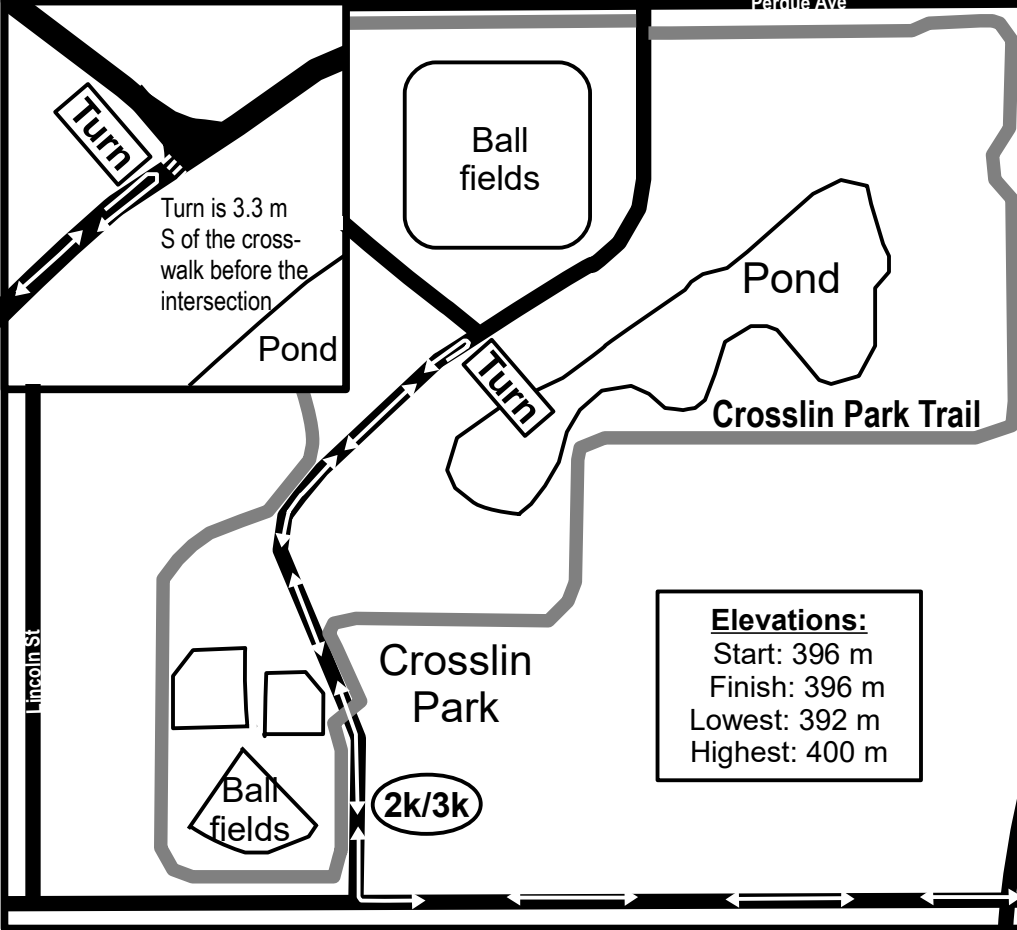 Perdue Ave
Turn
Turn is 3.3 m
S of the cross-
walk before the
intersection
Pond
Ball
fields
Pond
Turn
Crosslin Park Trail
Lincoln St
Crosslin
Park
Elevations:
Start: 396 m
Finish: 396 m
Lowest: 392 m
Highest: 400 m
Ball
fields
2k/3k